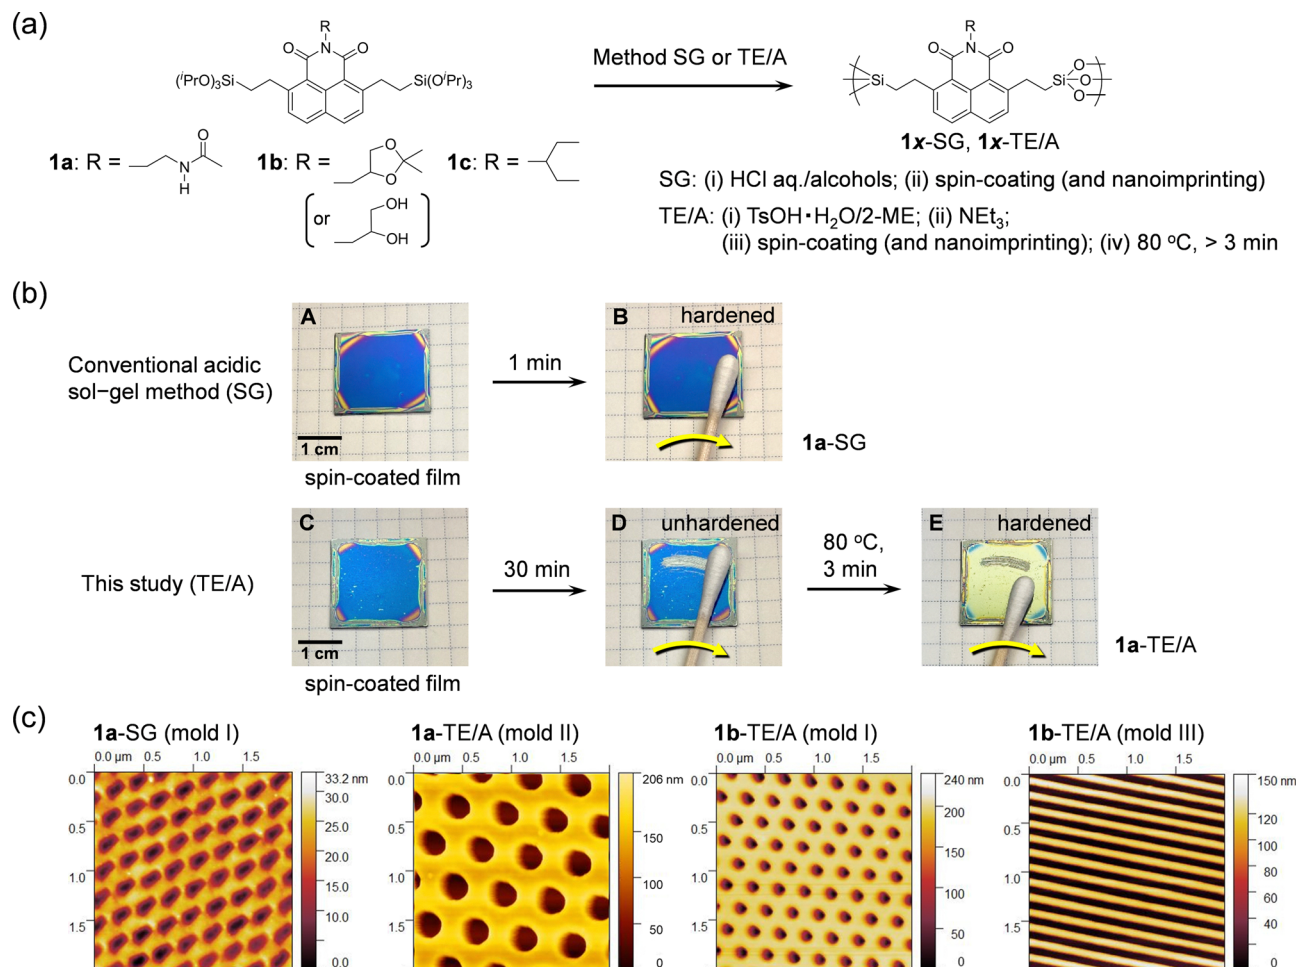 (a)
R
O N O
(iPrO)3Si
Si(OiPr)3
Method SG or TE/A
R
O N O
Si
Si
O
O
O
1x-SG, 1x-TE/A
1a: R =
O
N
H
1b: R =
O
O
1c: R =
or
OH
OH
SG: (i) HCl aq./alcohols; (ii) spin-coating (and nanoimprinting)
TE/A: (i) TsOH・H2O/2-ME; (ii) NEt3;
(iii) spin-coating (and nanoimprinting); (iv) 80 ºC, > 3 min
(b)
Conventional acidic
sol−gel method (SG)
A
1 cm
spin-coated film
1 min
B
hardened
1a-SG
This study (TE/A)
C
1 cm
spin-coated film
30 min
D
unhardened
80 ºC,
3 min
E
hardened
1a-TE/A
(c)
1a-SG (mold I)
0.0 µm 0.5 1.0 1.5
0.0
0.5
1.0
1.5
33.2 nm
30.0
25.0
20.0
15.0
10.0
0.0
1a-TE/A (mold II)
0.0 µm 0.5 1.0 1.5
0.0
0.5
1.0
1.5
206 nm
150
100
50
0
1b-TE/A (mold I)
0.0 µm 0.5 1.0 1.5
0.0
0.5
1.0
1.5
240 nm
200
150
100
50
0
1b-TE/A (mold III)
0.0 µm 0.5 1.0 1.5
0.0
0.5
1.0
1.5
150 nm
120
100
80
60
40
0